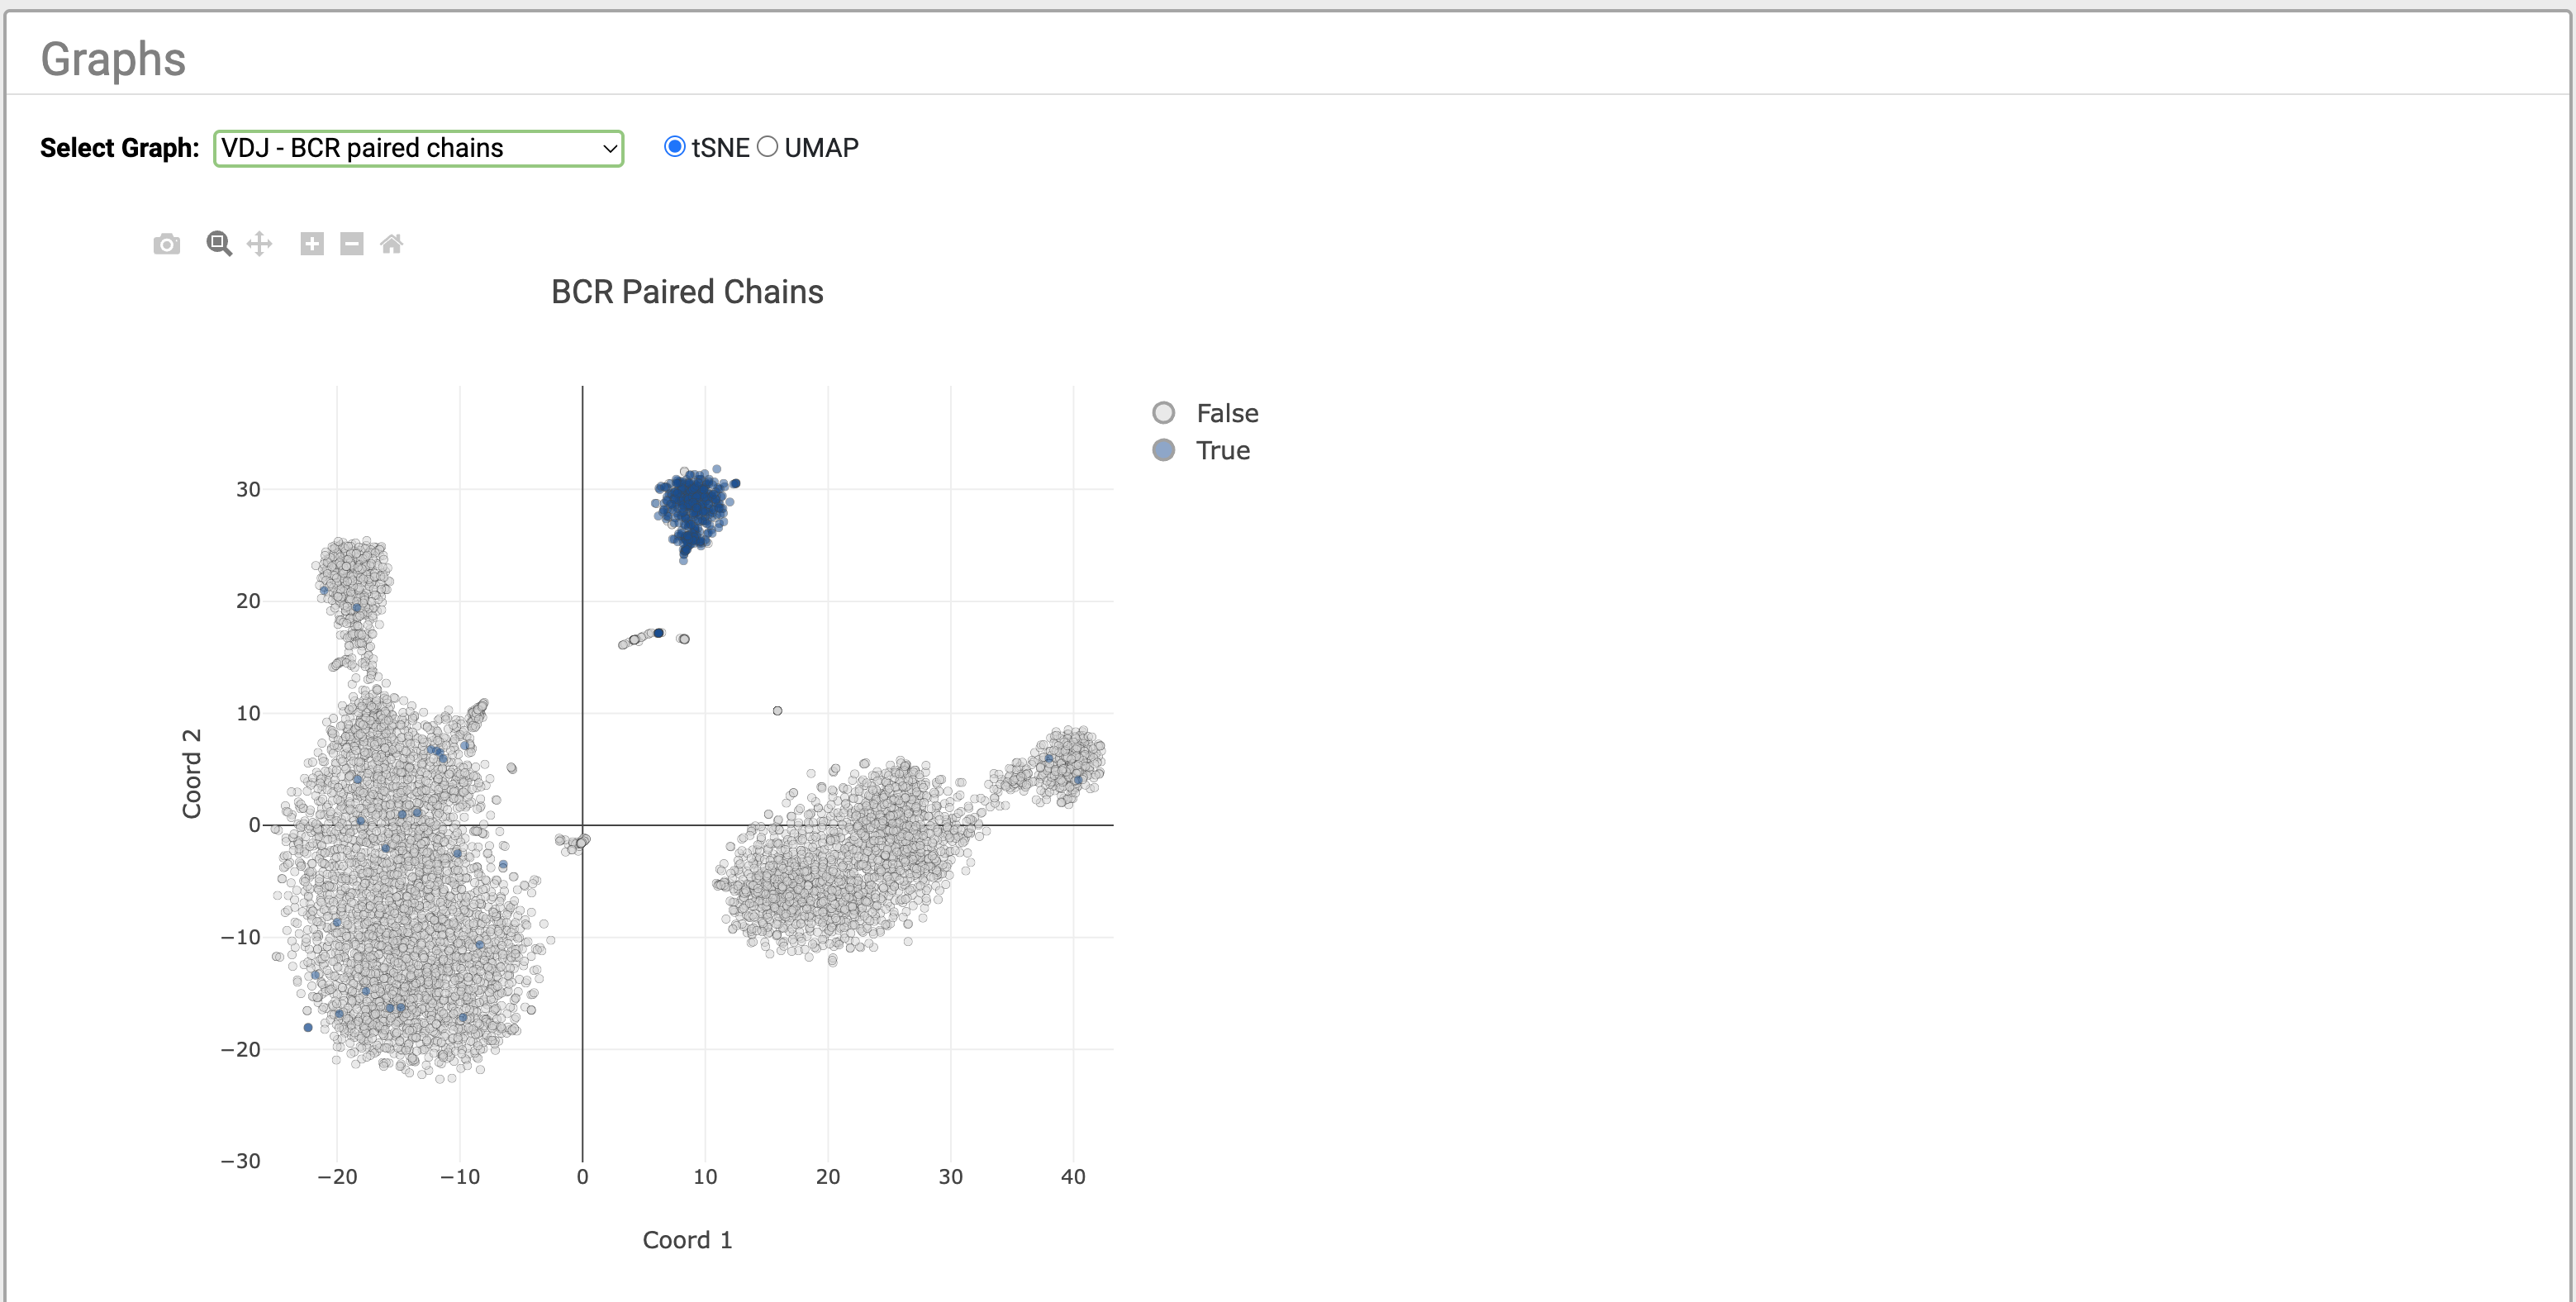 Graphs
Select Graph: VDJ - BCR paired chains tSNE UMAP
BCR Paired Chains
False
True
30
20
10
0
−10
−20
−30
Coord 2
−20 −10 0 10 20 30 40
Coord 1